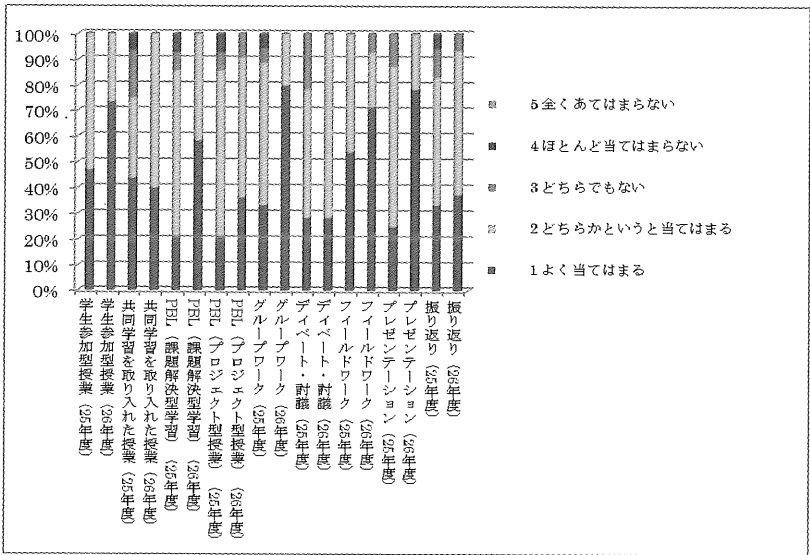 100%
90%
80%
70%
60%
50%
40%
30%
20%
10%
0%
5全くあてはまらない
4ほとんど当てはまらない
3どちらでもない
2どちらかというと当てはまる
1よく当てはまる
学生参加型授業（25年度）
学生参加型授業（26年度）
共同学習を取り入れた授業（25年度）
共同学習を取り入れた授業（26年度）
PBL（課題解決型学習）（25年度）
PBL（課題解決型学習）（26年度）
PBL（プロジェクト型授業）（25年度）
PBL（プロジェクト型授業）（26年度）
グループワーク（25年度）
グループワーク（26年度）
ディベート・討議（25年度）
ディベート・討議（26年度）
フィールドワーク（25年度）
フィールドワーク（26年度）
プレゼンテーション（25年度）
プレゼンテーション（26年度）
振り返り（25年度）
振り返り（26年度）